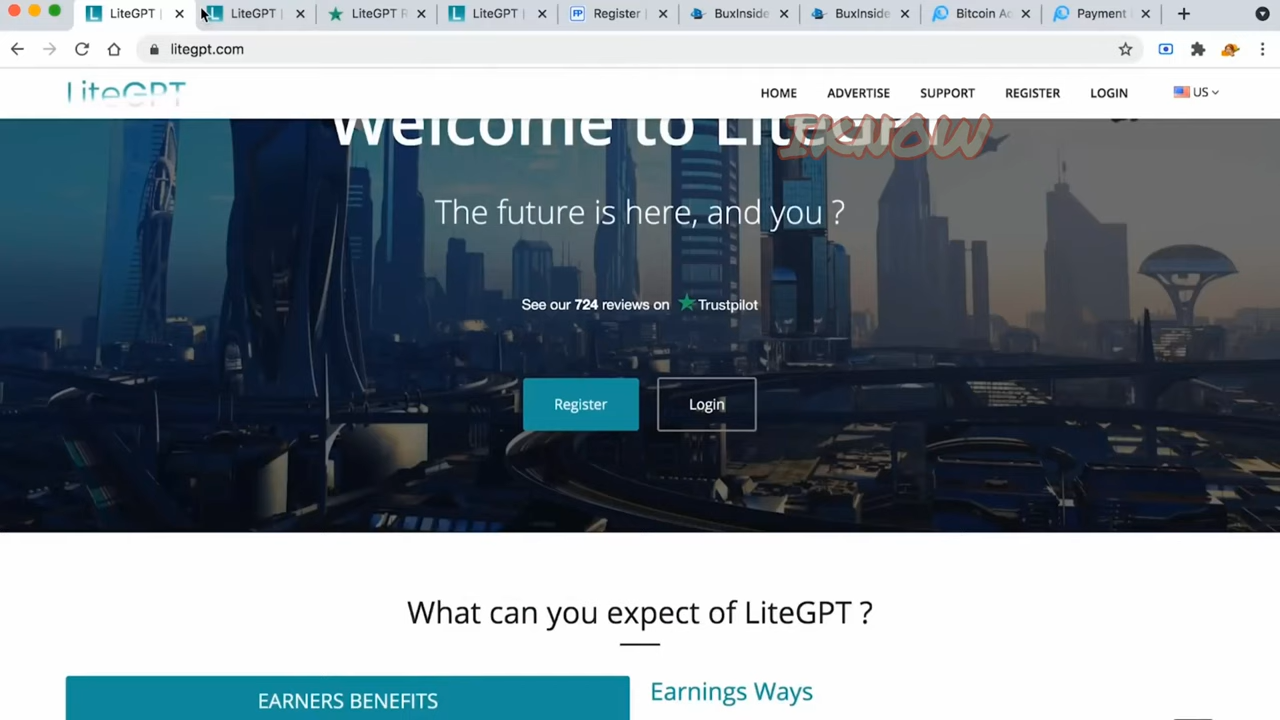 LiteGPT |
LiteGPT |
LiteGPT R
LiteGPT |
Register |
BuxInside
BuxInside
Bitcoin Ac
Payment
litegpt.com
LiteGPT
HOME ADVERTISE SUPPORT REGISTER LOGIN US
Welcome to LiteGPT
IKNOW
The future is here, and you ?
See our 724 reviews on Trustpilot
Register Login
What can you expect of LiteGPT ?
EARNERS BENEFITS
Earnings Ways